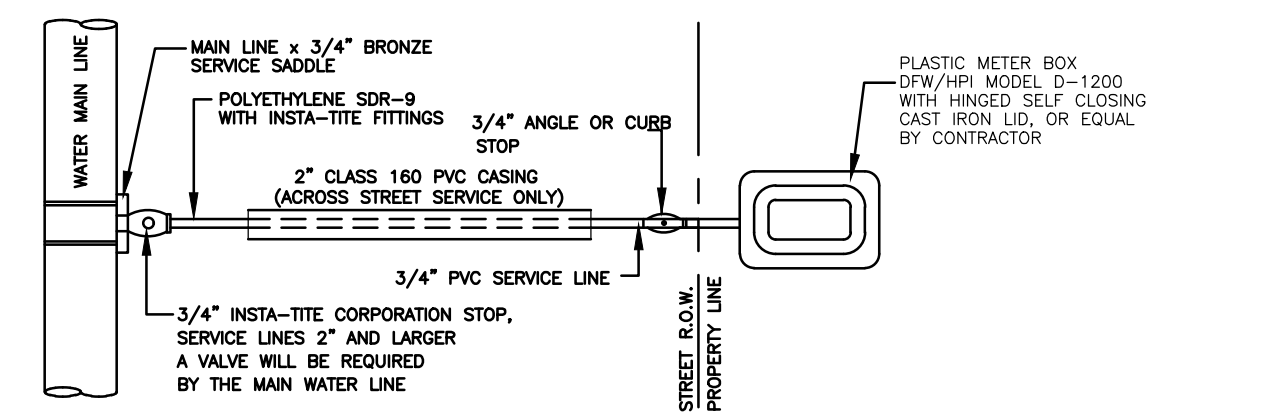 WATER MAIN LINE
MAIN LINE x 3/4" BRONZE
SERVICE SADDLE
POLYETHYLENE SDR-9
WITH INSTA-TITE FITTINGS
3/4" ANGLE OR CURB
STOP
2" CLASS 160 PVC CASING
(ACROSS STREET SERVICE ONLY)
PLASTIC METER BOX
DFW/HPI MODEL D-1200
WITH HINGED SELF CLOSING
CAST IRON LID, OR EQUAL
BY CONTRACTOR
3/4" PVC SERVICE LINE
3/4" INSTA-TITE CORPORATION STOP,
SERVICE LINES 2" AND LARGER
A VALVE WILL BE REQUIRED
BY THE MAIN WATER LINE
STREET R.O.W.
PROPERTY LINE